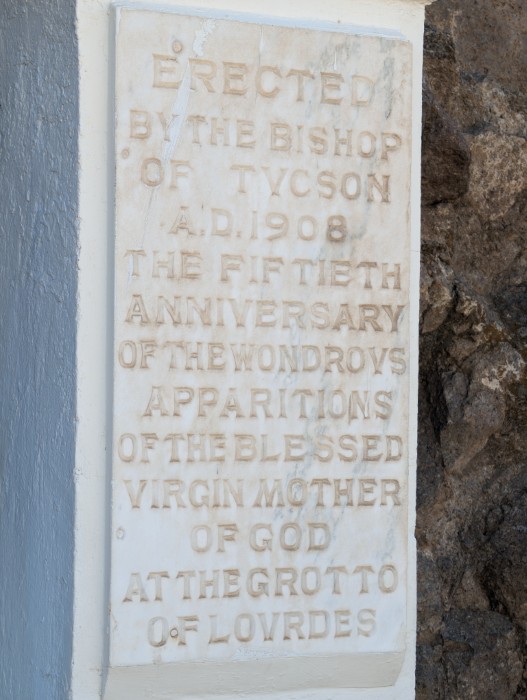 ERECTED
BY THE BISHOP
OF TVCSON
A.D. 1908
THE FIFTIETH
ANNIVERSARY
OF THE WONDROVS
APPARITIONS
OF THE BLESSED
VIRGIN MOTHER
OF GOD
AT THE GROTTO
OF LOVRDES